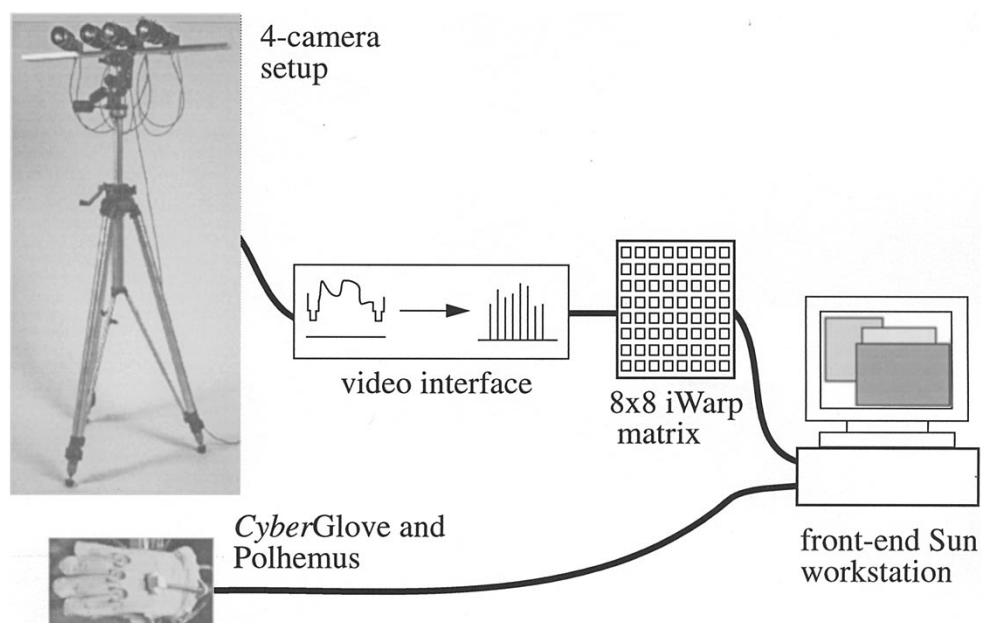 4-camera
setup
video interface
8x8 iWarp
matrix
CyberGlove and
Polhemus
front-end Sun
workstation